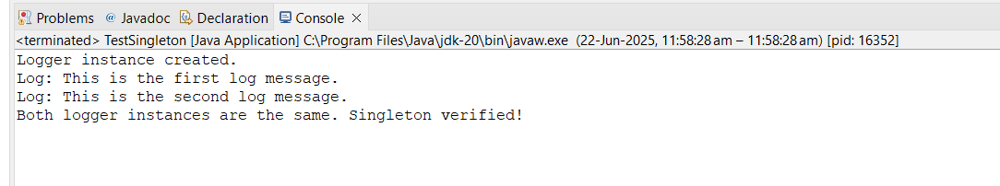 Problems @ Javadoc Declaration Console
<terminated> TestSingleton [Java Application] C:\Program Files\Java\jdk-20\bin\javaw.exe (22-Jun-2025, 11:58:28 am – 11:58:28 am) [pid: 16352]
Logger instance created.
Log: This is the first log message.
Log: This is the second log message.
Both logger instances are the same. Singleton verified!